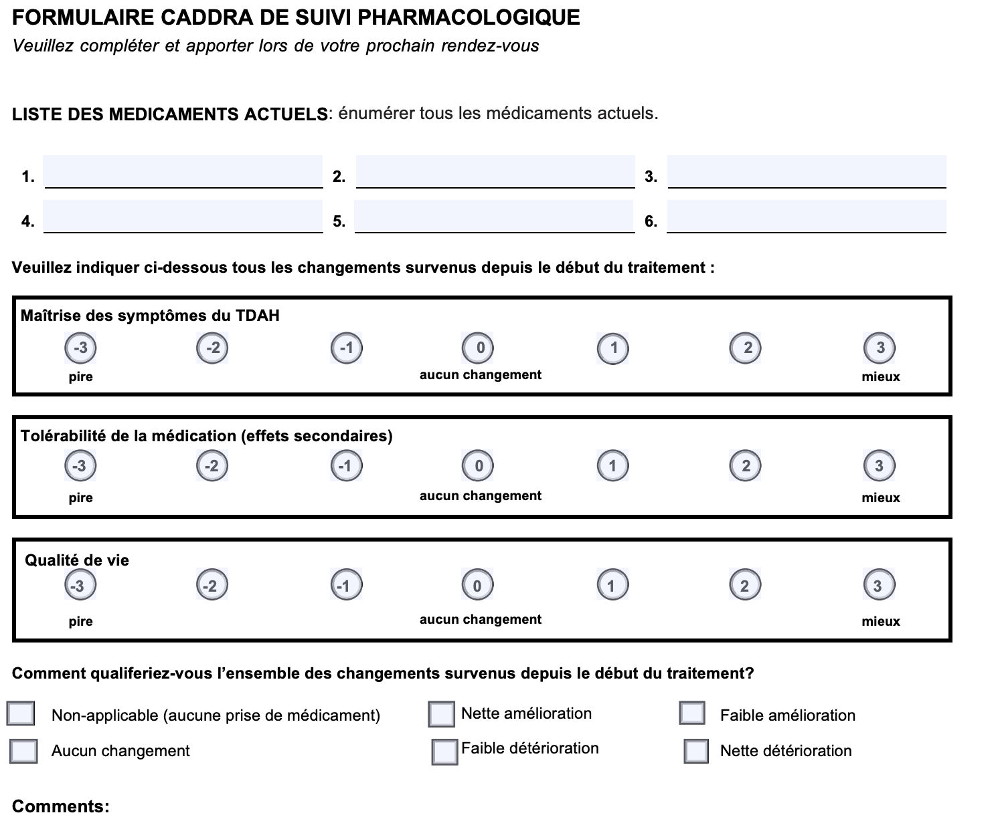 FORMULAIRE CADDRA DE SUIVI PHARMACOLOGIQUE
Veuillez compléter et apporter lors de votre prochain rendez-vous
LISTE DES MEDICAMENTS ACTUELS: énumérer tous les médicaments actuels.
1. 2. 3.
4. 5. 6.
Veuillez indiquer ci-dessous tous les changements survenus depuis le début du traitement :
Maîtrise des symptômes du TDAH
-3 -2 -1 0 1 2 3
pire aucun changement mieux
Tolérabilité de la médication (effets secondaires)
-3 -2 -1 0 1 2 3
pire aucun changement mieux
Qualité de vie
-3 -2 -1 0 1 2 3
pire aucun changement mieux
Comment qualiferiez-vous l’ensemble des changements survenus depuis le début du traitement?
Non-applicable (aucune prise de médicament) Nette amélioration Faible amélioration
Aucun changement Faible détérioration Nette détérioration
Comments: